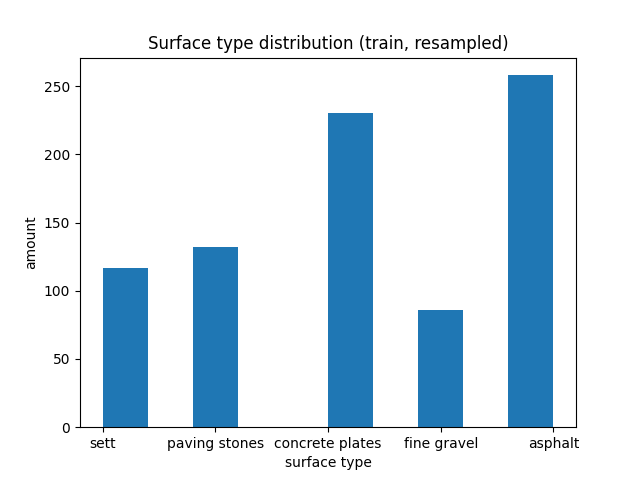 Surface type distribution (train, resampled)
250
200
150
100
50
0
amount
sett
paving stones
concrete plates
fine gravel
asphalt
surface type